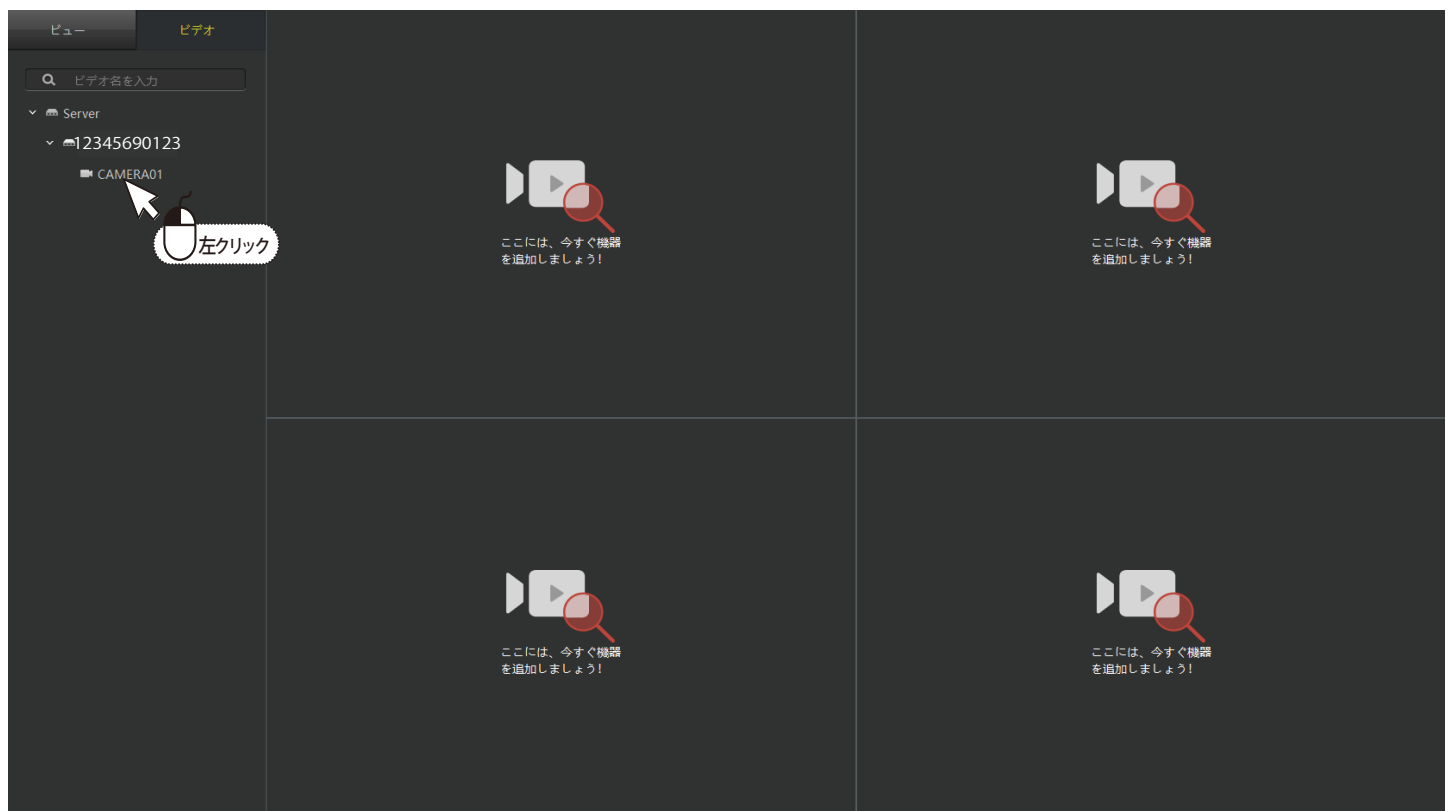 ビュー
ビデオ
ビデオ名を入力
Server
12345690123
CAMERA01
左クリック
ここには、今すぐ機器
を追加しましょう!
ここには、今すぐ機器
を追加しましょう!
ここには、今すぐ機器
を追加しましょう!
ここには、今すぐ機器
を追加しましょう!